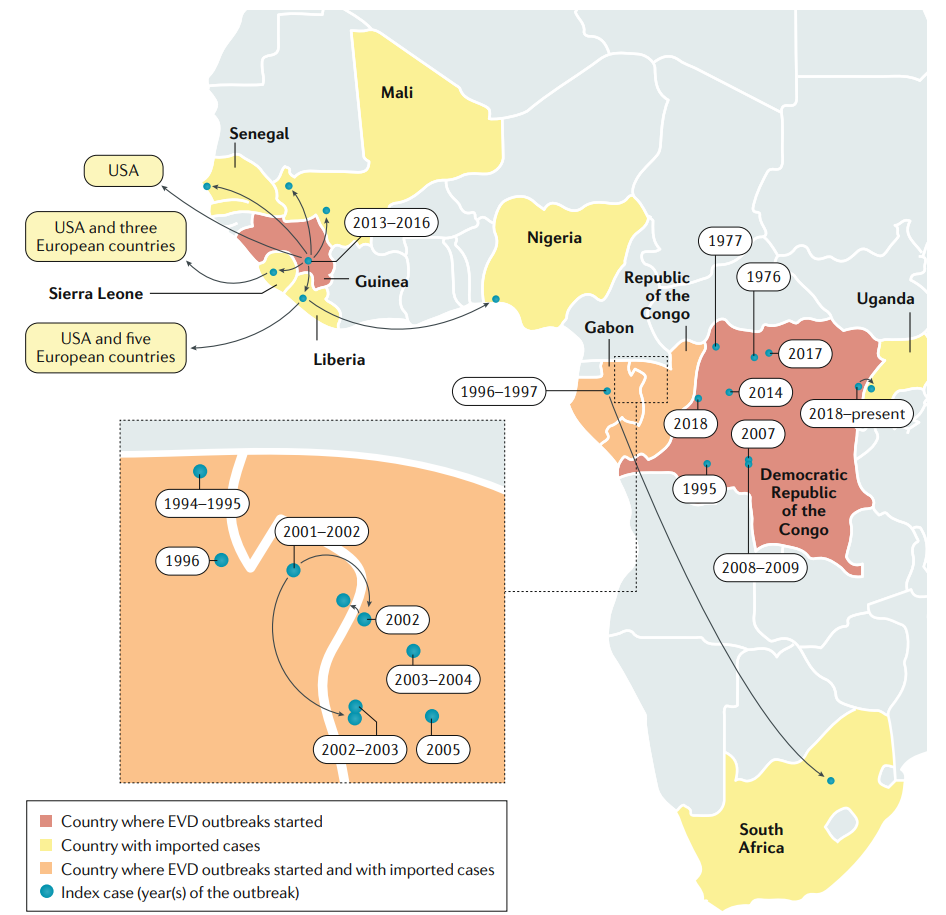 Mali
Senegal
USA
USA and three
European countries
2013–2016
Nigeria
Guinea
Sierra Leone
USA and five
European countries
Liberia
1977
1976
Republic
of the
Congo
Gabon
Uganda
2017
1996–1997
2014
2018
2018–present
2007
1995
Democratic
Republic
of the
Congo
2008–2009
1994–1995
2001–2002
1996
2002
2003–2004
2002–2003
2005
South
Africa
Country where EVD outbreaks started
Country with imported cases
Country where EVD outbreaks started and with imported cases
Index case (year(s) of the outbreak)